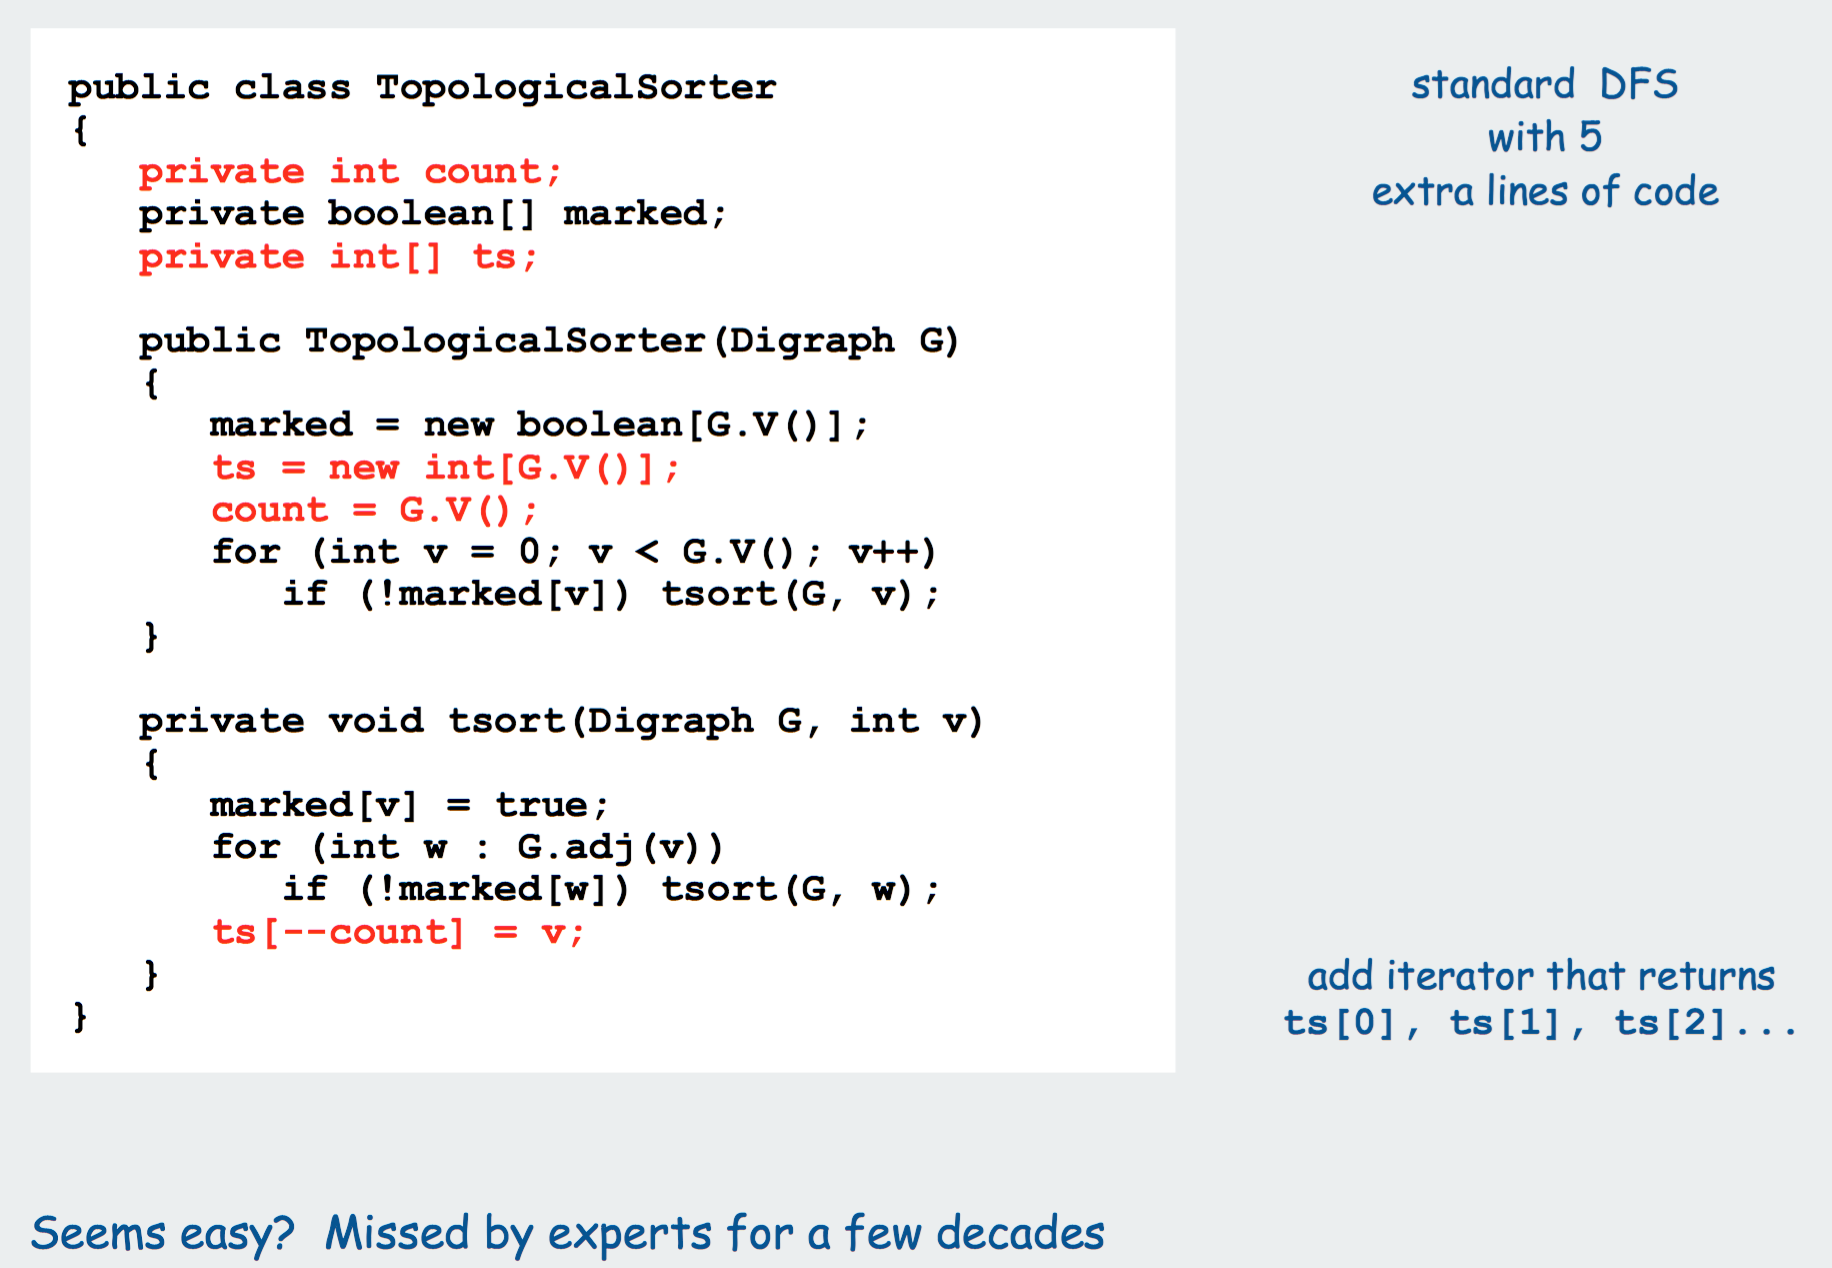 public class TopologicalSorter
{
   private int count;
   private boolean[] marked;
   private int[] ts;

   public TopologicalSorter(Digraph G)
   {
      marked = new boolean[G.V()];
      ts = new int[G.V()];
      count = G.V();
      for (int v = 0; v < G.V(); v++)
         if (!marked[v]) tsort(G, v);
   }

   private void tsort(Digraph G, int v)
   {
      marked[v] = true;
      for (int w : G.adj(v))
         if (!marked[w]) tsort(G, w);
      ts[--count] = v;
   }
}
standard DFS
with 5
extra lines of code
add iterator that returns
ts[0], ts[1], ts[2]...
Seems easy? Missed by experts for a few decades